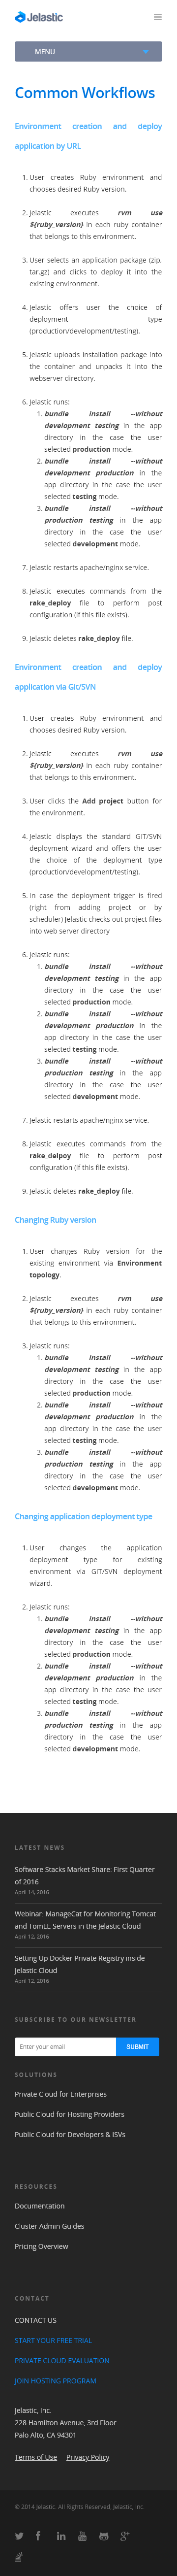 Jelastic
MENU
Common Workflows
Environment creation and deploy
application by URL
1. User creates Ruby environment and
chooses desired Ruby version.
2. Jelastic executes rvm use
${ruby_version} in each ruby container
that belongs to this environment.
3. User selects an application package (zip,
tar.gz) and clicks to deploy it into the
existing environment.
4. Jelastic offers user the choice of
deployment type
(production/development/testing).
5. Jelastic uploads installation package into
the container and unpacks it into the
webserver directory.
6. Jelastic runs:
1. bundle install --without
development testing in the app
directory in the case the user
selected production mode.
2. bundle install --without
development production in the
app directory in the case the user
selected testing mode.
3. bundle install --without
production testing in the app
directory in the case the user
selected development mode.
7. Jelastic restarts apache/nginx service.
8. Jelastic executes commands from the
rake_deploy file to perform post
configuration (if this file exists).
9. Jelastic deletes rake_deploy file.
Environment creation and deploy
application via Git/SVN
1. User creates Ruby environment and
chooses desired Ruby version.
2. Jelastic executes rvm use
${ruby_version} in each ruby container
that belongs to this environment.
3. User clicks the Add project button for
the environment.
4. Jelastic displays the standard GIT/SVN
deployment wizard and offers the user
the choice of the deployment type
(production/development/testing).
5. In case the deployment trigger is fired
(right from adding project or by
scheduler) Jelastic checks out project files
into web server directory
6. Jelastic runs:
1. bundle install --without
development testing in the app
directory in the case the user
selected production mode.
2. bundle install --without
development production in the
app directory in the case the user
selected testing mode.
3. bundle install --without
production testing in the app
directory in the case the user
selected development mode.
7. Jelastic restarts apache/nginx service.
8. Jelastic executes commands from the
rake_delpoy file to perform post
configuration (if this file exists).
9. Jelastic deletes rake_deploy file.
Changing Ruby version
1. User changes Ruby version for the
existing environment via Environment
topology.
2. Jelastic executes rvm use
${ruby_version} in each ruby container
that belongs to this environment.
3. Jelastic runs:
1. bundle install --without
development testing in the app
directory in the case the user
selected production mode.
2. bundle install --without
development production in the
app directory in the case the user
selected testing mode.
3. bundle install --without
production testing in the app
directory in the case the user
selected development mode.
Changing application deployment type
1. User changes the application
deployment type for existing
environment via GIT/SVN deployment
wizard.
2. Jelastic runs:
1. bundle install --without
development testing in the app
directory in the case the user
selected production mode.
2. bundle install --without
development production in the
app directory in the case the user
selected testing mode.
3. bundle install --without
production testing in the app
directory in the case the user
selected development mode.
LATEST NEWS
Software Stacks Market Share: First Quarter
of 2016
April 14, 2016
Webinar: ManageCat for Monitoring Tomcat
and TomEE Servers in the Jelastic Cloud
April 12, 2016
Setting Up Docker Private Registry inside
Jelastic Cloud
April 12, 2016
SUBSCRIBE TO OUR NEWSLETTER
Enter your email
SUBMIT
SOLUTIONS
Private Cloud for Enterprises
Public Cloud for Hosting Providers
Public Cloud for Developers & ISVs
RESOURCES
Documentation
Cluster Admin Guides
Pricing Overview
CONTACT
CONTACT US
START YOUR FREE TRIAL
PRIVATE CLOUD EVALUATION
JOIN HOSTING PROGRAM
Jelastic, Inc.
228 Hamilton Avenue, 3rd Floor
Palo Alto, CA 94301
Terms of Use Privacy Policy
© 2014 Jelastic. All Rights Reserved, Jelastic, Inc.